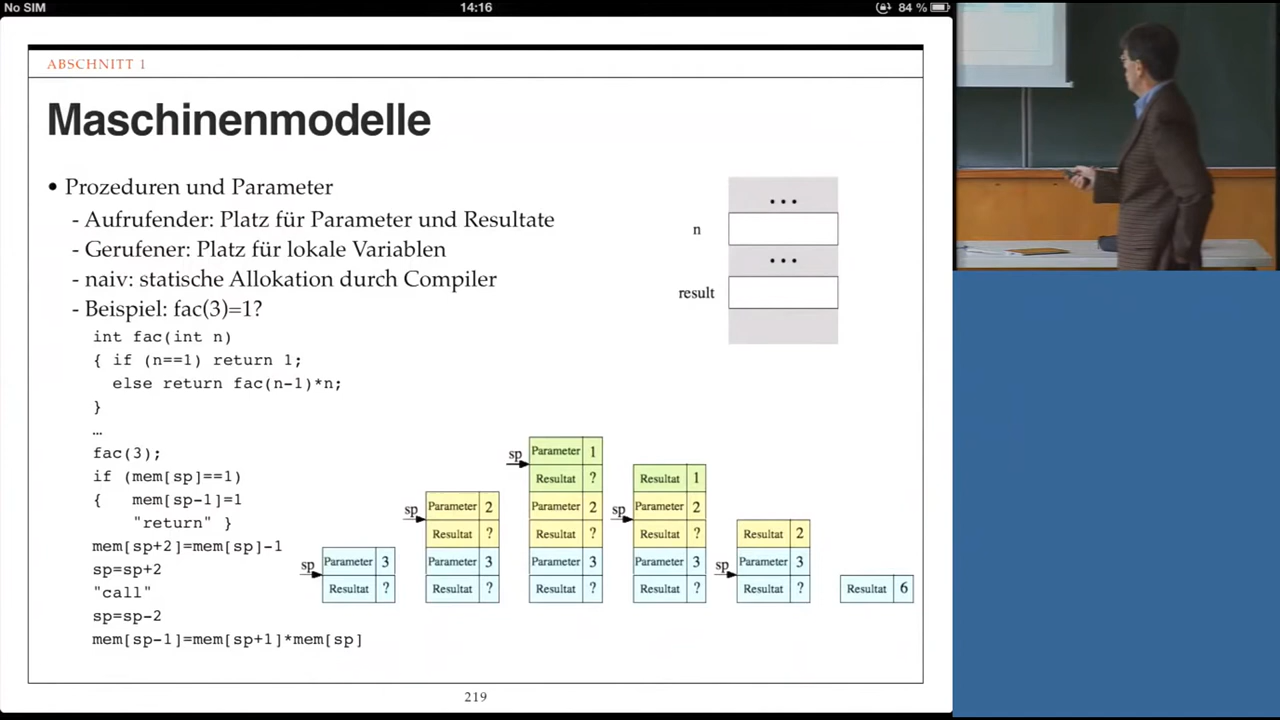 No SIM
14:16
84 %
ABSCHNITT 1
Maschinenmodelle
• Prozeduren und Parameter
- Aufrufender: Platz für Parameter und Resultate
- Gerufener: Platz für lokale Variablen
- naiv: statische Allokation durch Compiler
- Beispiel: fac(3)=1?
int fac(int n)
{ if (n==1) return 1;
else return fac(n-1)*n;
}
…
fac(3);
if (mem[sp]==1)
{ mem[sp-1]=1
"return" }
mem[sp+2]=mem[sp]-1
sp=sp+2
"call"
sp=sp-2
mem[sp-1]=mem[sp+1]*mem[sp]
...
n
...
result
sp
Parameter 3
Resultat ?
sp
Parameter 2
Resultat ?
Parameter 3
Resultat ?
sp
Parameter 1
Resultat ?
Parameter 2
Resultat ?
Parameter 3
Resultat ?
sp
Resultat 1
Parameter 2
Resultat ?
Parameter 3
Resultat ?
sp
Resultat 2
Parameter 3
Resultat ?
Resultat 6
219